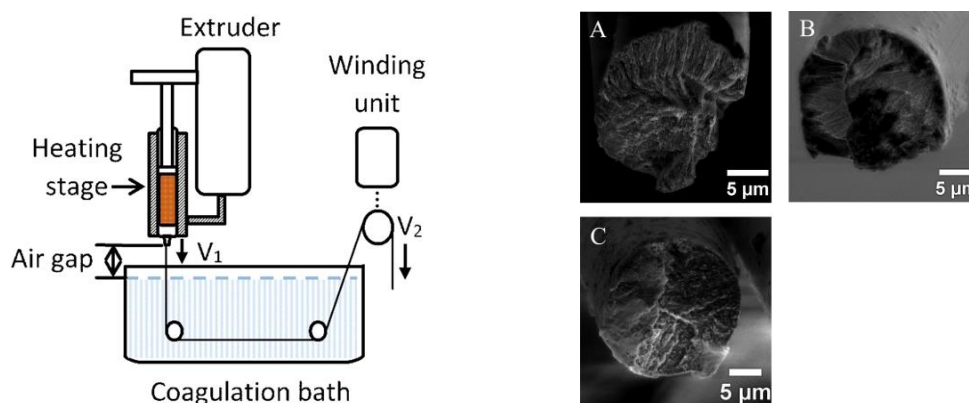 Extruder
Winding
unit
Heating
stage
V₁
V₂
Air gap
Coagulation bath
A
5 µm
B
5 µm
C
5 µm